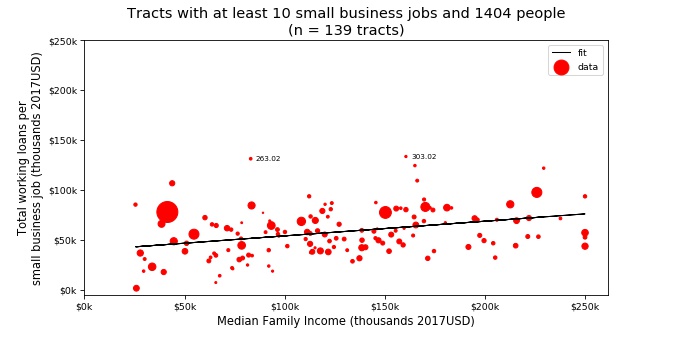 Tracts with at least 10 small business jobs and 1404 people
(n = 139 tracts)
Total working loans per
small business job (thousands 2017USD)
$250k
$200k
$150k
$100k
$50k
$0k
fit
data
263.02
303.02
$0k
$50k
$100k
$150k
$200k
$250k
Median Family Income (thousands 2017USD)